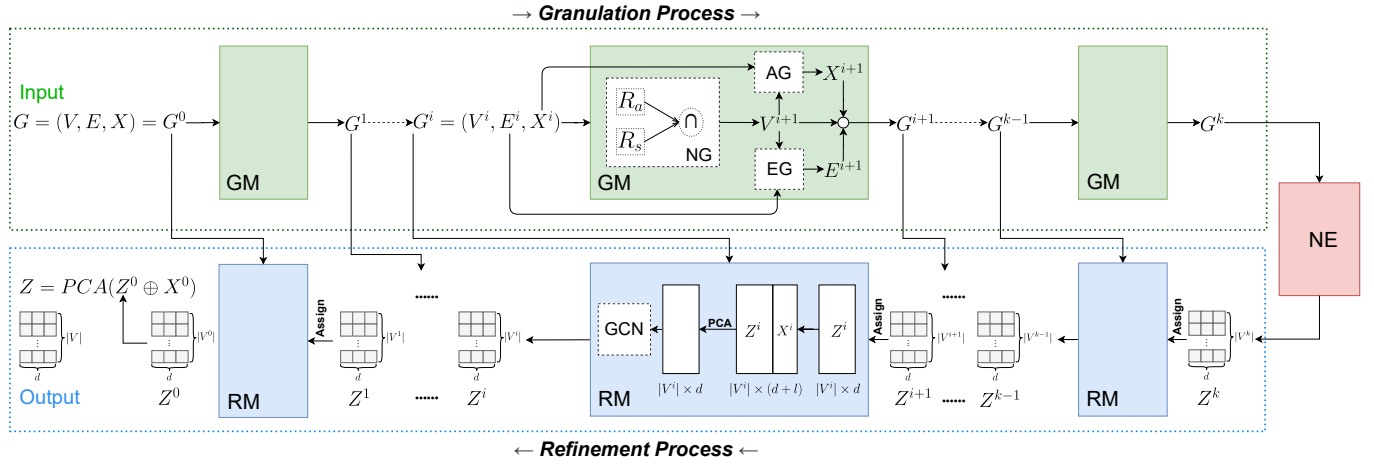 → Granulation Process →
Input
G = (V, E, X) = G^0
GM
G^1
G^i = (V^i, E^i, X^i)
R_a
R_s
∩
NG
GM
AG
X^{i+1}
V^{i+1}
EG
E^{i+1}
G^{i+1}
G^{k−1}
GM
G^k
NE
Z = PCA(Z^0 ⊕ X^0)
|V|
d
|V^0|
d
Z^0
Output
RM
Assign
|V^1|
d
Z^1
......
......
|V^i|
d
Z^i
RM
GCN
|V^i| × d
PCA
Z^i
X^i
|V^i| × (d + l)
Z^i
|V^i| × d
Assign
|V^{i+1}|
d
Z^{i+1}
......
......
|V^{k−1}|
d
Z^{k−1}
RM
Assign
|V^k|
d
Z^k
← Refinement Process ←